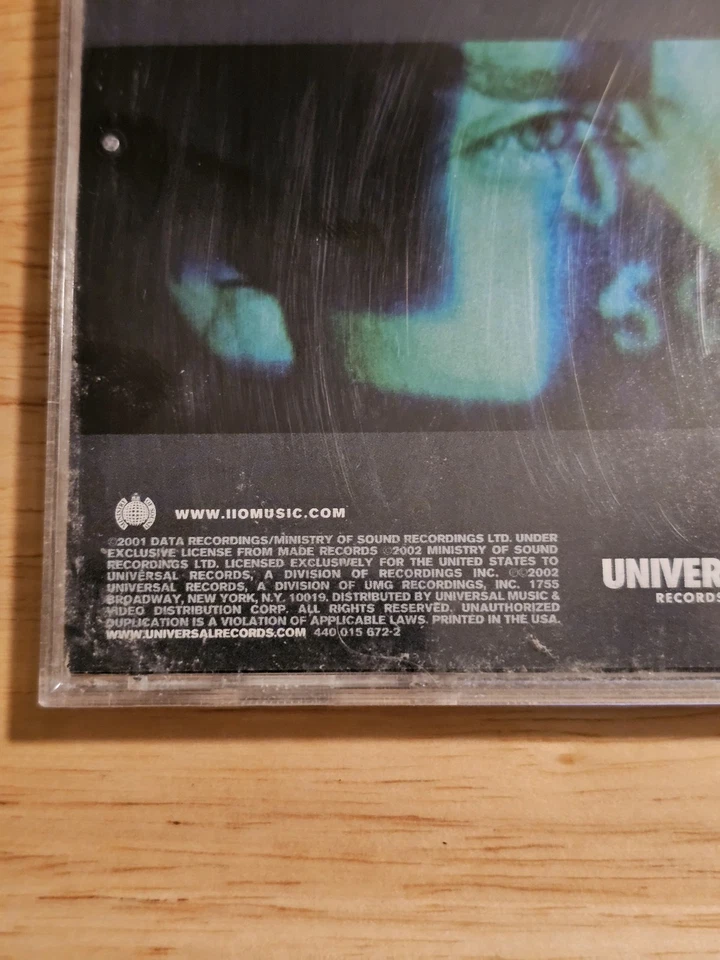 WWW.IIOMUSIC.COM
℗2001 DATA RECORDINGS/MINISTRY OF SOUND RECORDINGS LTD. UNDER
EXCLUSIVE LICENSE FROM MADE RECORDS ℗2002 MINISTRY OF SOUND
RECORDINGS LTD. LICENSED EXCLUSIVELY FOR THE UNITED STATES TO
UNIVERSAL RECORDS, A DIVISION OF RECORDINGS INC. ℗©2002
UNIVERSAL RECORDS, A DIVISION OF UMG RECORDINGS, INC. 1755
BROADWAY, NEW YORK, N.Y. 10019. DISTRIBUTED BY UNIVERSAL MUSIC &
VIDEO DISTRIBUTION CORP. ALL RIGHTS RESERVED. UNAUTHORIZED
DUPLICATION IS A VIOLATION OF APPLICABLE LAWS. PRINTED IN THE USA.
WWW.UNIVERSALRECORDS.COM 440 015 672-2
UNIVER
RECORDS